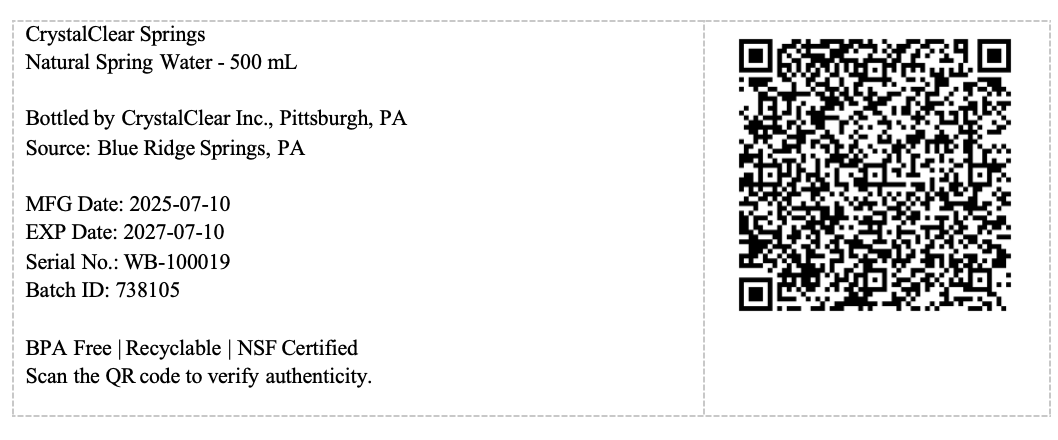 CrystalClear Springs
Natural Spring Water - 500 mL
Bottled by CrystalClear Inc., Pittsburgh, PA
Source: Blue Ridge Springs, PA
MFG Date: 2025-07-10
EXP Date: 2027-07-10
Serial No.: WB-100019
Batch ID: 738105
BPA Free | Recyclable | NSF Certified
Scan the QR code to verify authenticity.